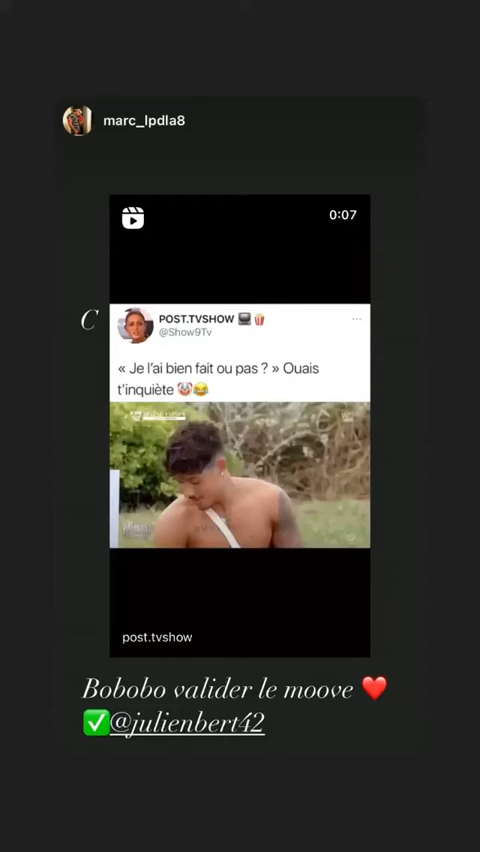 marc_lpdla8
0:07
C
POST.TVSHOW 📺🍿
@Show9Tv
« Je l'ai bien fait ou pas ? » Ouais
t'inquiète 🤡😂
post.tvshow
Bobobo valider le moove ❤️
✅@julienbert42